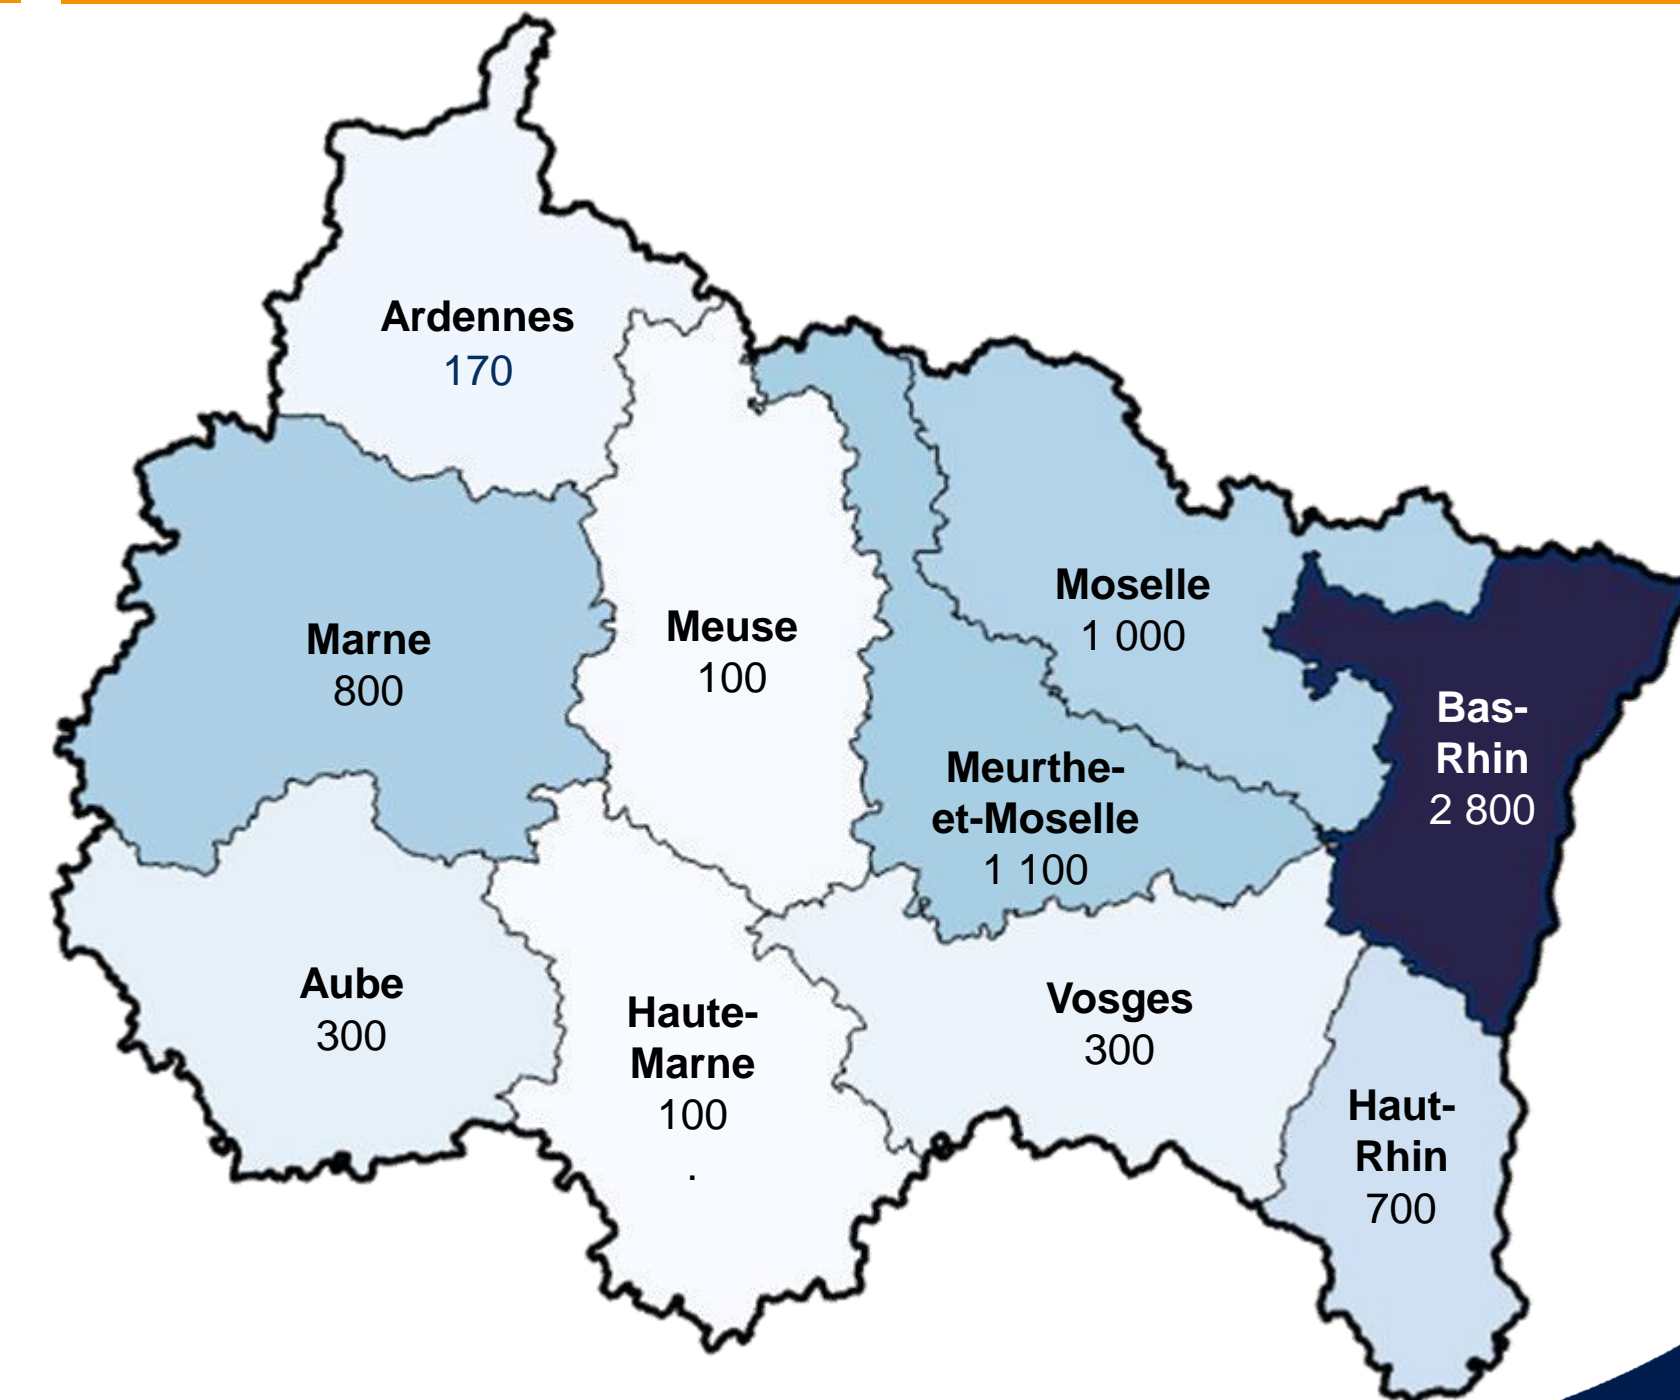 Ardennes
170
Marne
800
Meuse
100
Moselle
1 000
Bas-
Rhin
2 800
Meurthe-
et-Moselle
1 100
Aube
300
Haute-
Marne
100
.
Vosges
300
Haut-
Rhin
700